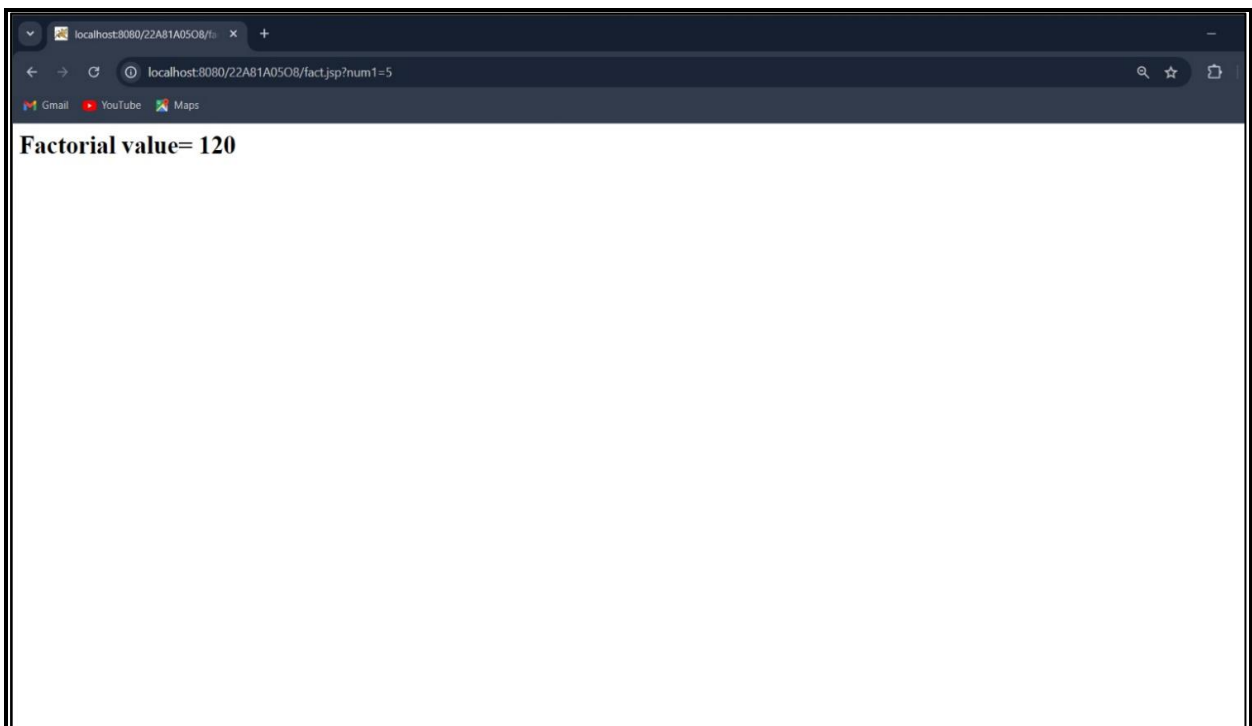 localhost:8080/22A81A05O8/fa
localhost:8080/22A81A05O8/fact.jsp?num1=5
Gmail YouTube Maps
Factorial value= 120